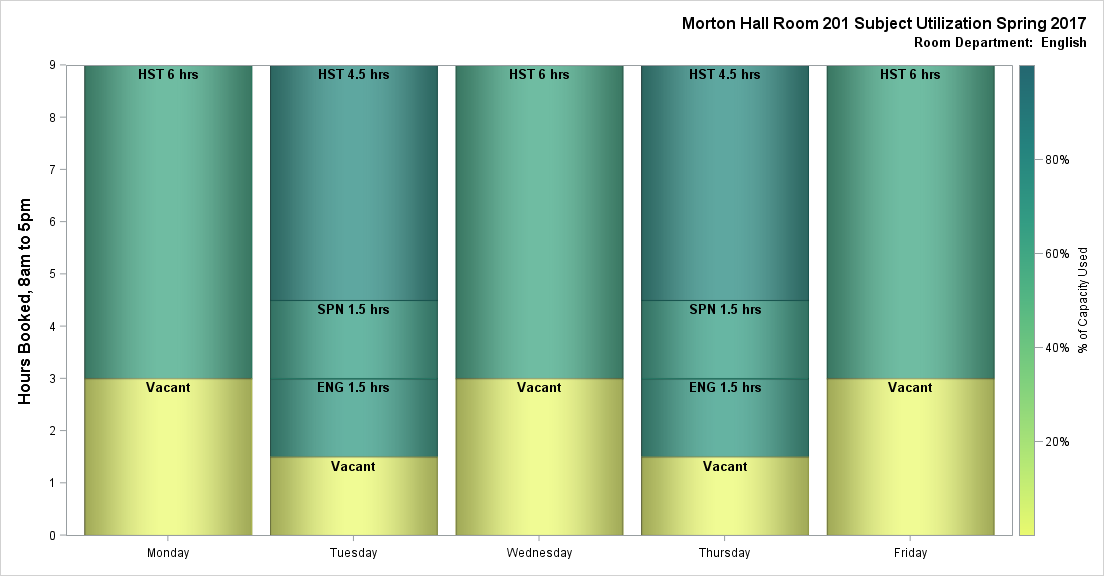 Morton Hall Room 201 Subject Utilization Spring 2017
Room Department: English
Hours Booked, 8am to 5pm
9
8
7
6
5
4
3
2
1
0
HST 6 hrs
Vacant
HST 4.5 hrs
SPN 1.5 hrs
ENG 1.5 hrs
Vacant
HST 6 hrs
Vacant
HST 4.5 hrs
SPN 1.5 hrs
ENG 1.5 hrs
Vacant
HST 6 hrs
Vacant
Monday
Tuesday
Wednesday
Thursday
Friday
80%
60%
40%
20%
% of Capacity Used